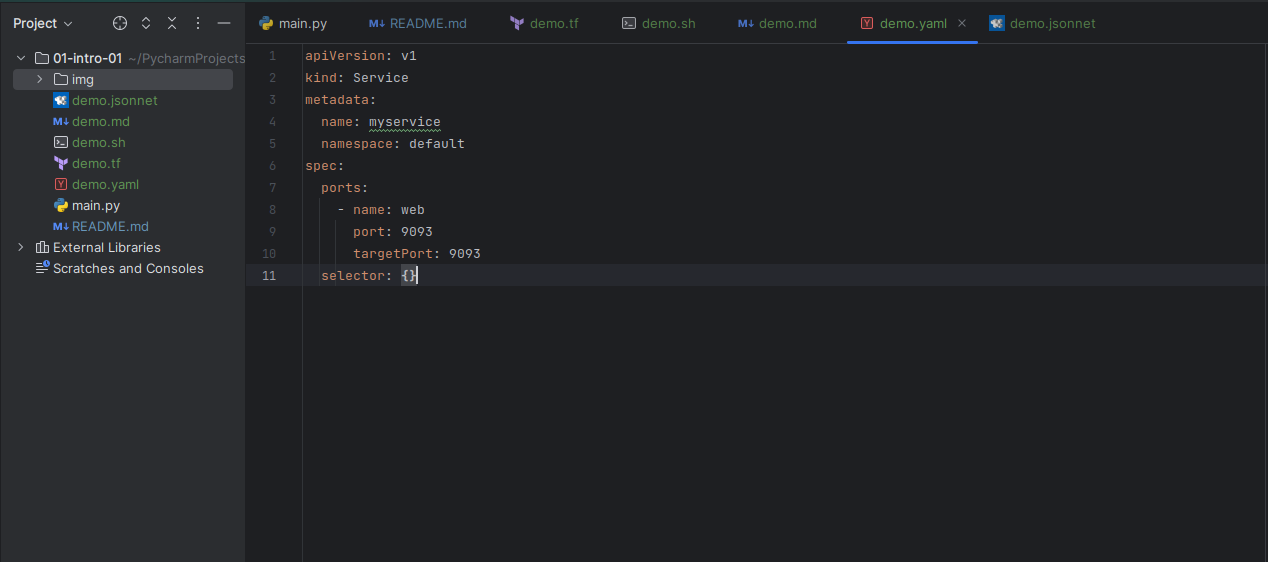 Project
main.py
README.md
demo.tf
demo.sh
demo.md
demo.yaml
demo.jsonnet
01-intro-01 ~/PycharmProjects
img
demo.jsonnet
demo.md
demo.sh
demo.tf
demo.yaml
main.py
README.md
External Libraries
Scratches and Consoles
1 apiVersion: v1
2 kind: Service
3 metadata:
4   name: myservice
5   namespace: default
6 spec:
7   ports:
8     - name: web
9       port: 9093
10       targetPort: 9093
11   selector: {}